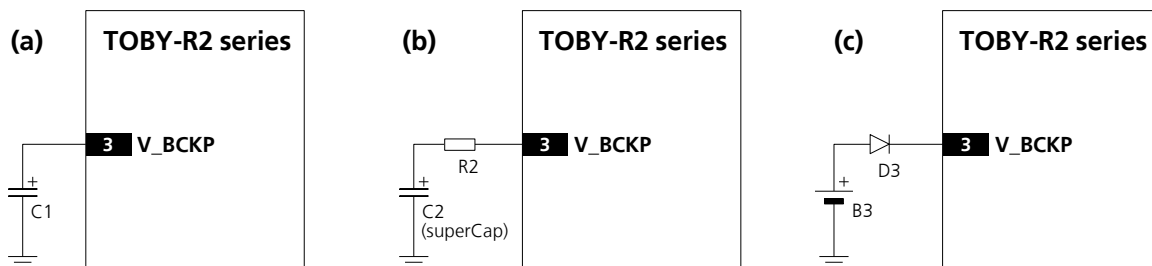 (a)
TOBY-R2 series
3 V_BCKP
+
C1
(b)
TOBY-R2 series
3 V_BCKP
R2
+
C2
(superCap)
(c)
TOBY-R2 series
3 V_BCKP
D3
+
B3